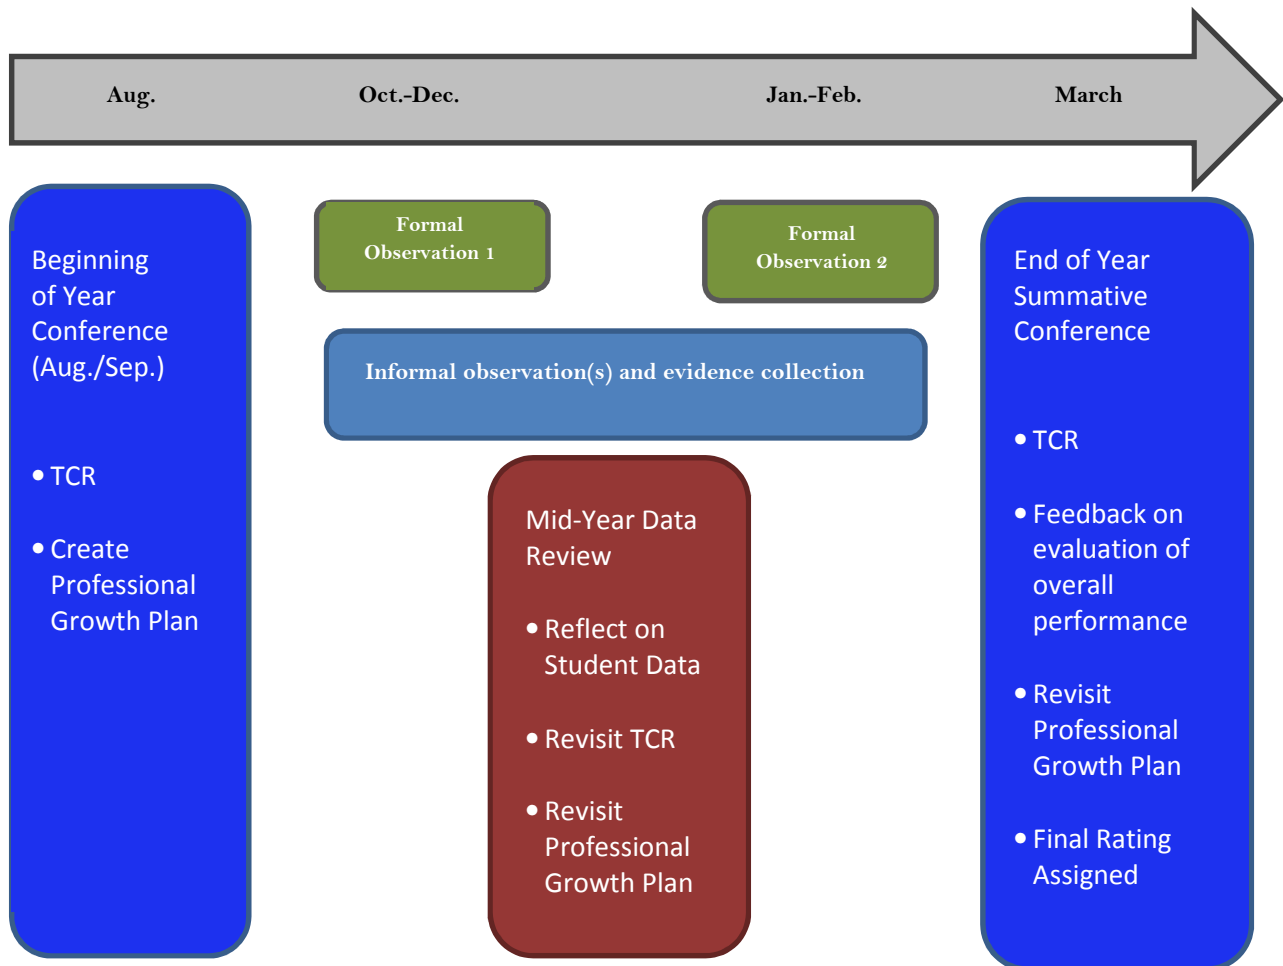 Aug.
Oct.-Dec.
Jan.-Feb.
March
Beginning
of Year
Conference
(Aug./Sep.)
• TCR
• Create
Professional
Growth Plan
Formal
Observation 1
Formal
Observation 2
Informal observation(s) and evidence collection
Mid-Year Data
Review
• Reflect on
Student Data
• Revisit TCR
• Revisit
Professional
Growth Plan
End of Year
Summative
Conference
• TCR
• Feedback on
evaluation of
overall
performance
• Revisit
Professional
Growth Plan
• Final Rating
Assigned